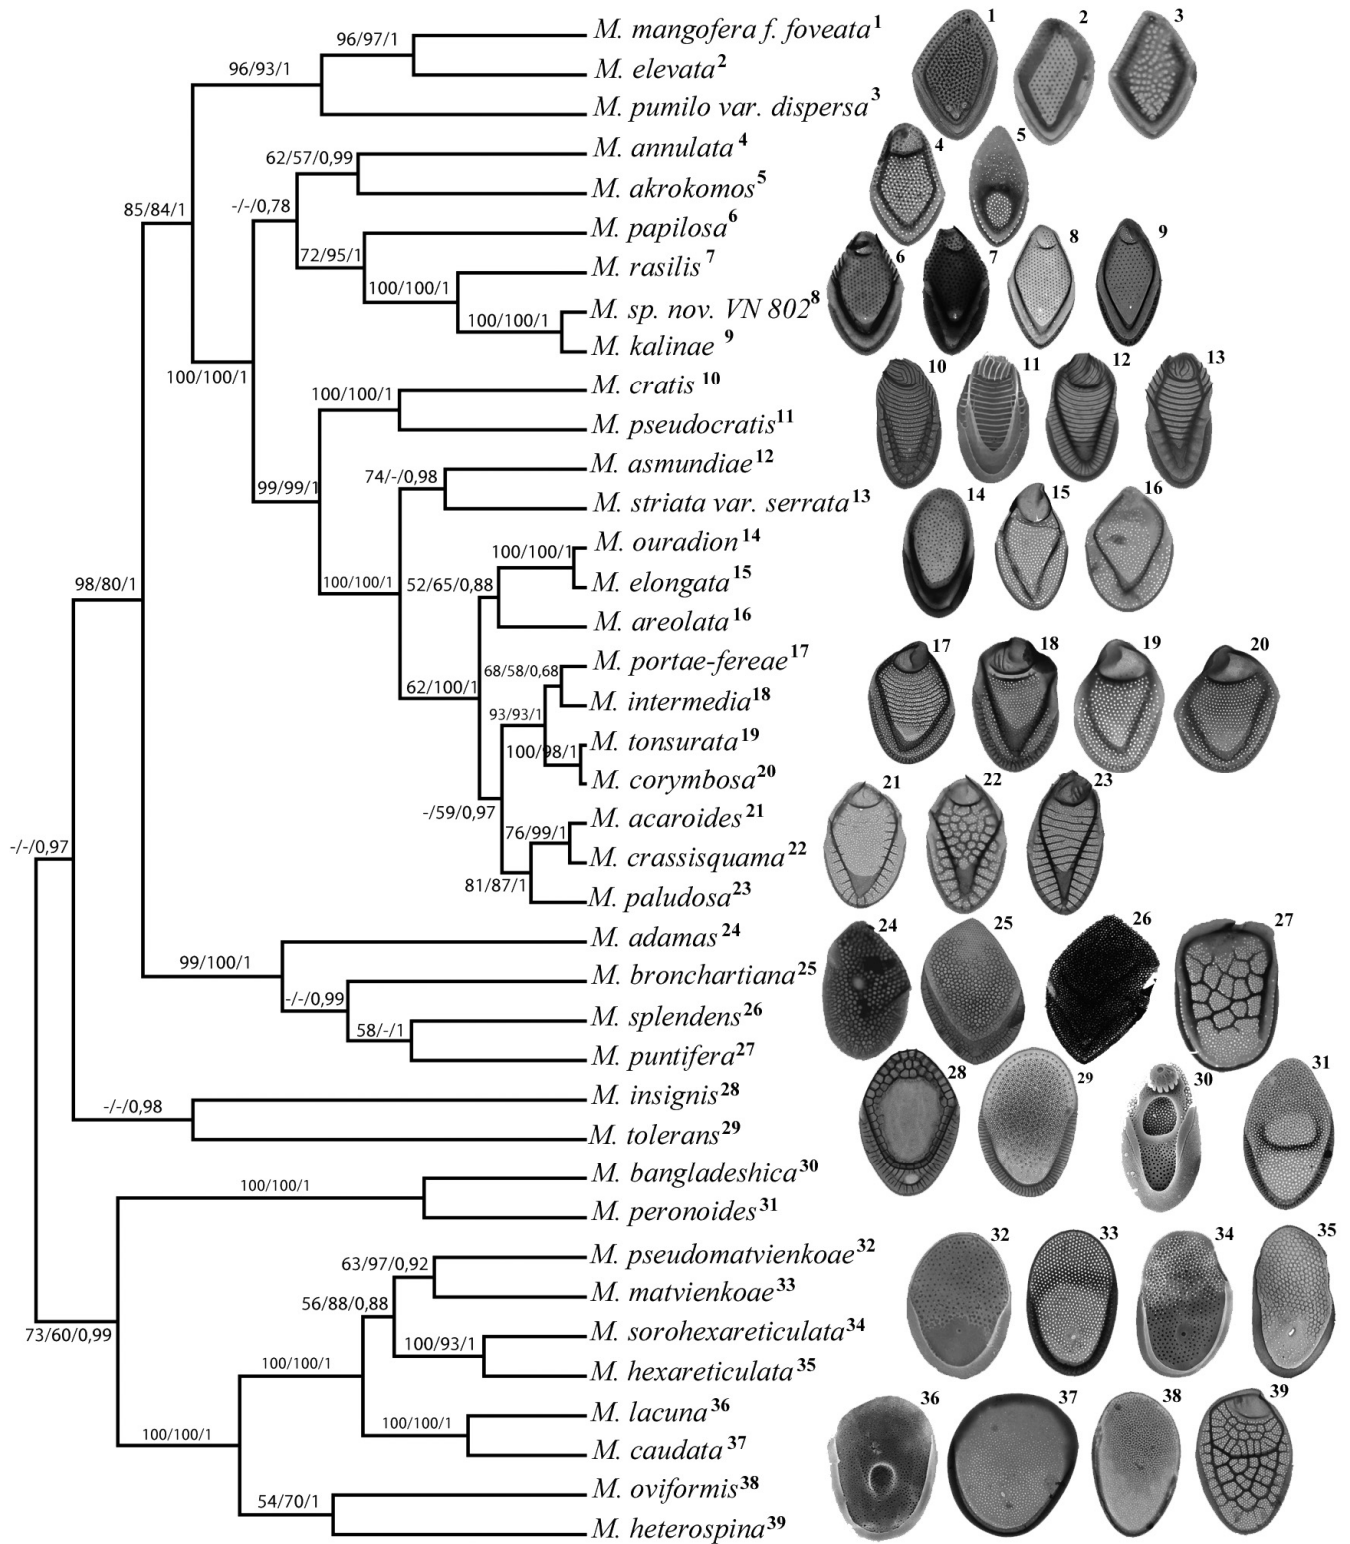 M. mangofera f. foveata1
M. elevata2
M. pumilo var. dispersa3
M. annulata4
M. akrokomos5
M. papilosa6
M. rasilis7
M. sp. nov. VN 8028
M. kalinae 9
M. cratis 10
M. pseudocratis11
M. asmundiae12
M. striata var. serrata13
M. ouradion14
M. elongata15
M. areolata16
M. portae-fereae17
M. intermedia18
M. tonsurata19
M. corymbosa20
M. acaroides21
M. crassisquama22
M. paludosa23
M. adamas24
M. bronchartiana25
M. splendens26
M. puntifera27
M. insignis28
M. tolerans29
M. bangladeshica30
M. peronoides31
M. pseudomatvienkoae32
M. matvienkoae33
M. sorohexareticulata34
M. hexareticulata35
M. lacuna36
M. caudata37
M. oviformis38
M. heterospina39
96/97/1
96/93/1
62/57/0,99
85/84/1
-/-/0,78
72/95/1
100/100/1
100/100/1
100/100/1
100/100/1
99/99/1
74/-/0,98
100/100/1
100/100/1
52/65/0,88
98/80/1
68/58/0,68
62/100/1
93/93/1
100/98/1
-/59/0,97
76/99/1
81/87/1
-/-/0,97
99/100/1
-/-/0,99
58/-/1
-/-/0,98
100/100/1
63/97/0,92
56/88/0,88
73/60/0,99
100/93/1
100/100/1
100/100/1
100/100/1
54/70/1
1 2 3
4 5
6 7 8 9
10 11 12 13
14 15 16
17 18 19 20
21 22 23
24 25 26 27
28 29 30 31
32 33 34 35
36 37 38 39